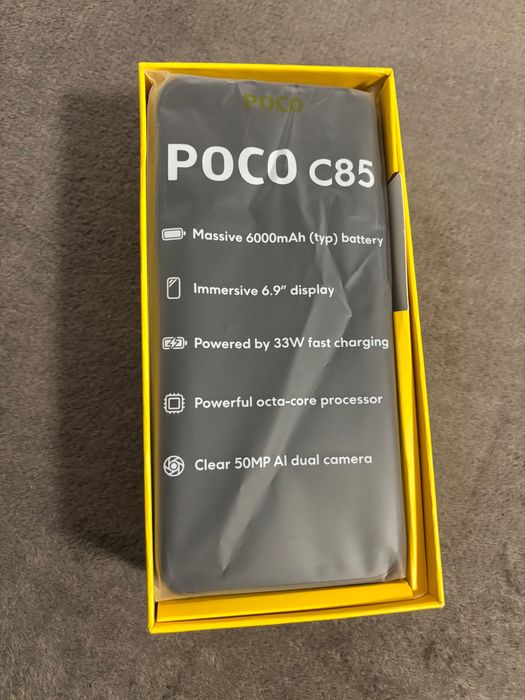 POCO
POCO C85
Massive 6000mAh (typ) battery
Immersive 6.9" display
Powered by 33W fast charging
Powerful octa-core processor
Clear 50MP AI dual camera